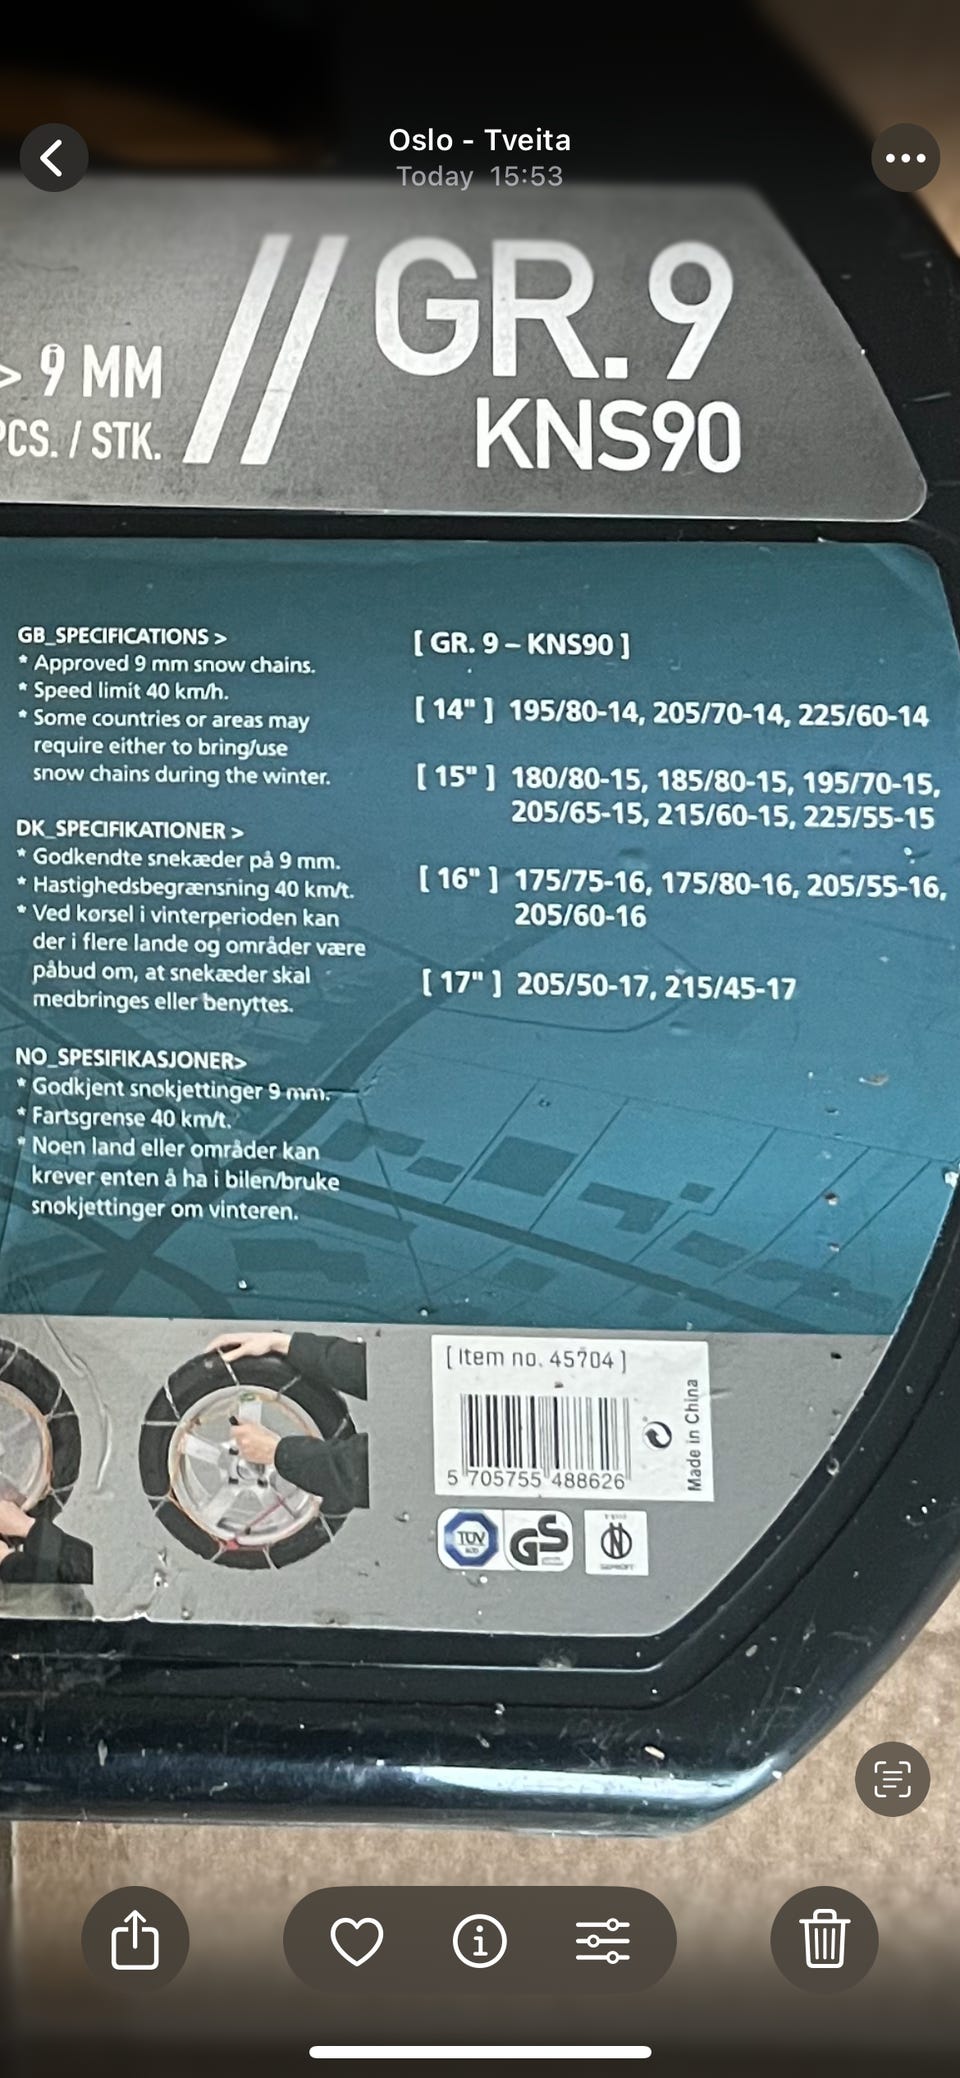 Oslo - Tveita
Today 15:53
// GR. 9
> 9 MM
KNS90
PCS. / STK.
GB_SPECIFICATIONS >
* Approved 9 mm snow chains.
* Speed limit 40 km/h.
* Some countries or areas may
require either to bring/use
snow chains during the winter.
DK_SPECIFIKATIONER >
* Godkendte snekæder på 9 mm.
* Hastighedsbegrænsning 40 km/t.
* Ved kørsel i vinterperioden kan
der i flere lande og områder være
påbud om, at snekæder skal
medbringes eller benyttes.
NO_SPESIFIKASJONER>
* Godkjent snøkjettinger 9 mm.
* Fartsgrense 40 km/t.
* Noen land eller områder kan
krever enten å ha i bilen/bruke
snøkjettinger om vinteren.
[ GR. 9 – KNS90 ]
[ 14" ] 195/80-14, 205/70-14, 225/60-14
[ 15" ] 180/80-15, 185/80-15, 195/70-15,
205/65-15, 215/60-15, 225/55-15
[ 16" ] 175/75-16, 175/80-16, 205/55-16,
205/60-16
[ 17" ] 205/50-17, 215/45-17
[ Item no. 45704 ]
5 705755 488626
Made in China
TÜV
GS
N
GEPRÜFT